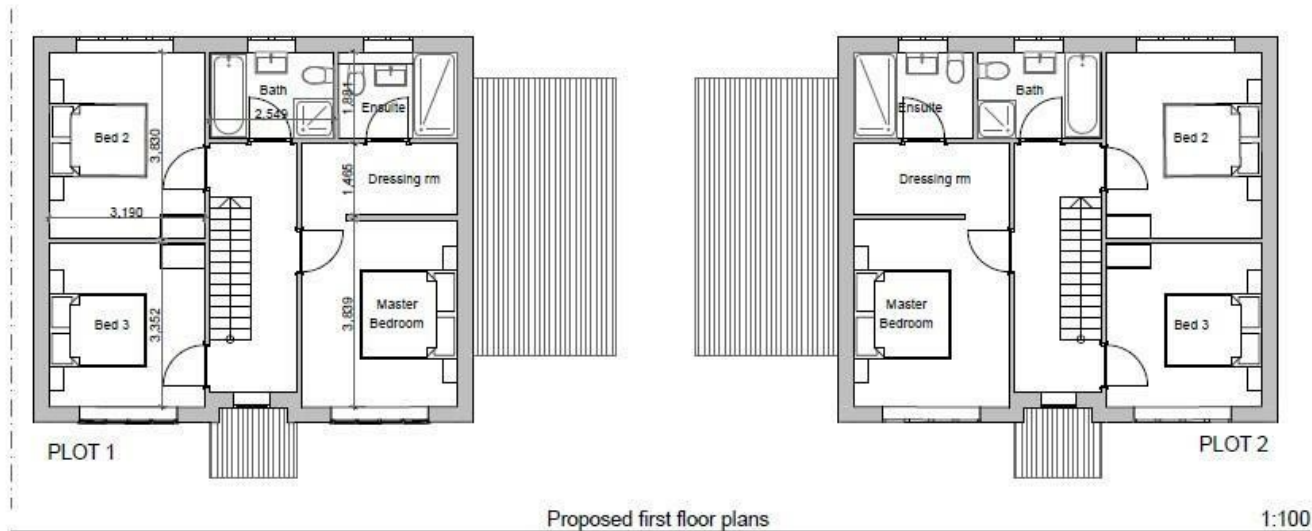 Bath
2,549
1,881
Ensuite
Bed 2
3,830
3,190
1,465
Dressing rm
Bed 3
3,352
3,839
Master
Bedroom
PLOT 1
Ensuite
Bath
Bed 2
Dressing rm
Master
Bedroom
Bed 3
PLOT 2
Proposed first floor plans
1:100